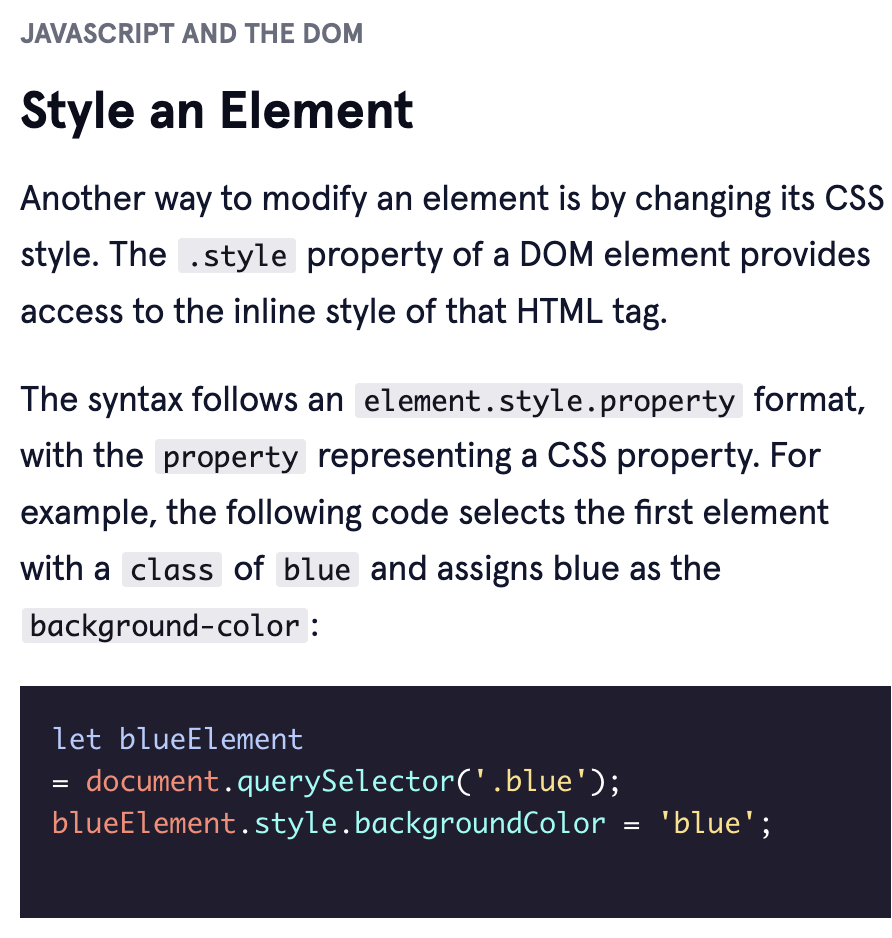 JAVASCRIPT AND THE DOM
Style an Element
Another way to modify an element is by changing its CSS
style. The .style property of a DOM element provides
access to the inline style of that HTML tag.
The syntax follows an element.style.property format,
with the property representing a CSS property. For
example, the following code selects the first element
with a class of blue and assigns blue as the
background-color:
let blueElement
= document.querySelector('.blue');
blueElement.style.backgroundColor = 'blue';